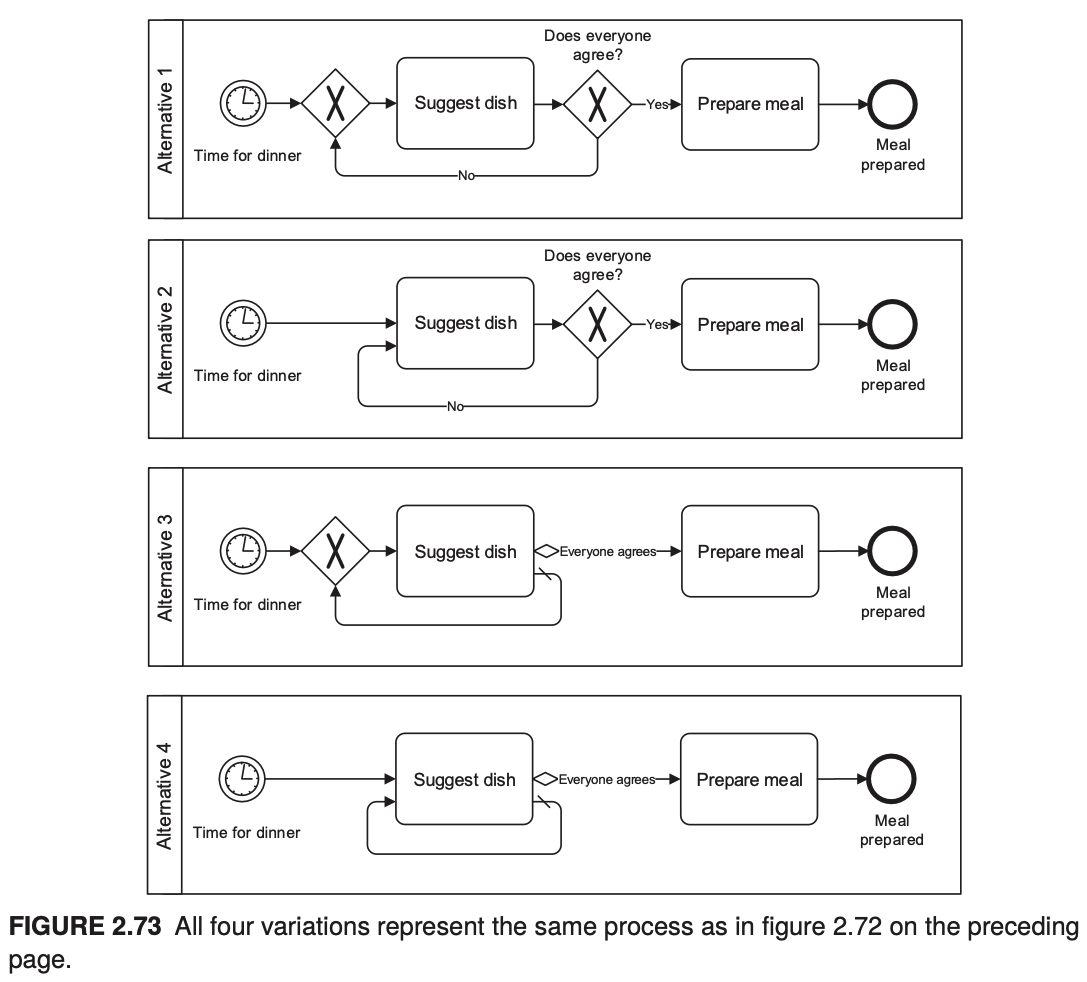 Alternative 1
Does everyone
agree?
Time for dinner
Suggest dish
Yes
Prepare meal
Meal
prepared
No
Alternative 2
Does everyone
agree?
Time for dinner
Suggest dish
Yes
Prepare meal
Meal
prepared
No
Alternative 3
Time for dinner
Suggest dish
Everyone agrees
Prepare meal
Meal
prepared
Alternative 4
Time for dinner
Suggest dish
Everyone agrees
Prepare meal
Meal
prepared
FIGURE 2.73 All four variations represent the same process as in figure 2.72 on the preceding
page.